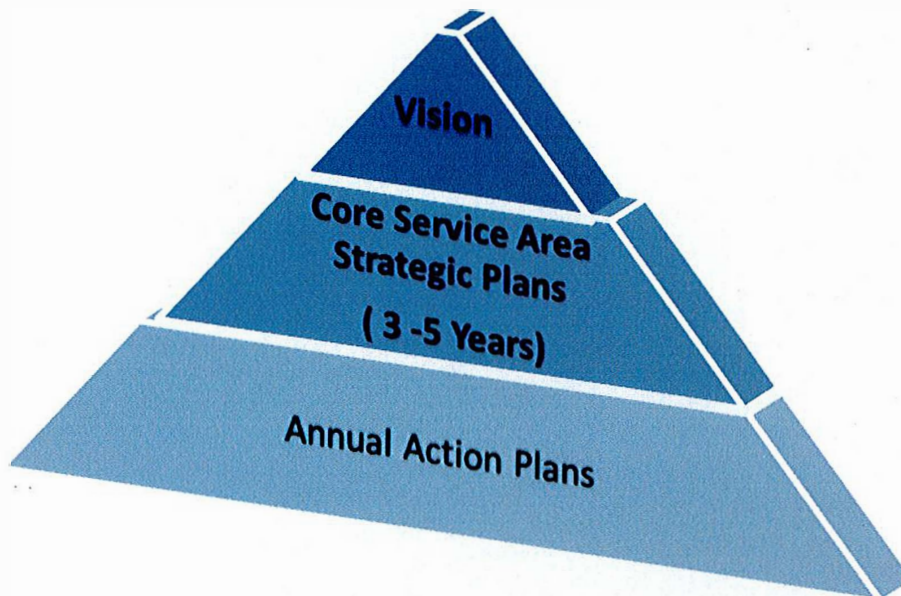 Vision
Core Service Area
Strategic Plans
( 3 -5 Years)
Annual Action Plans